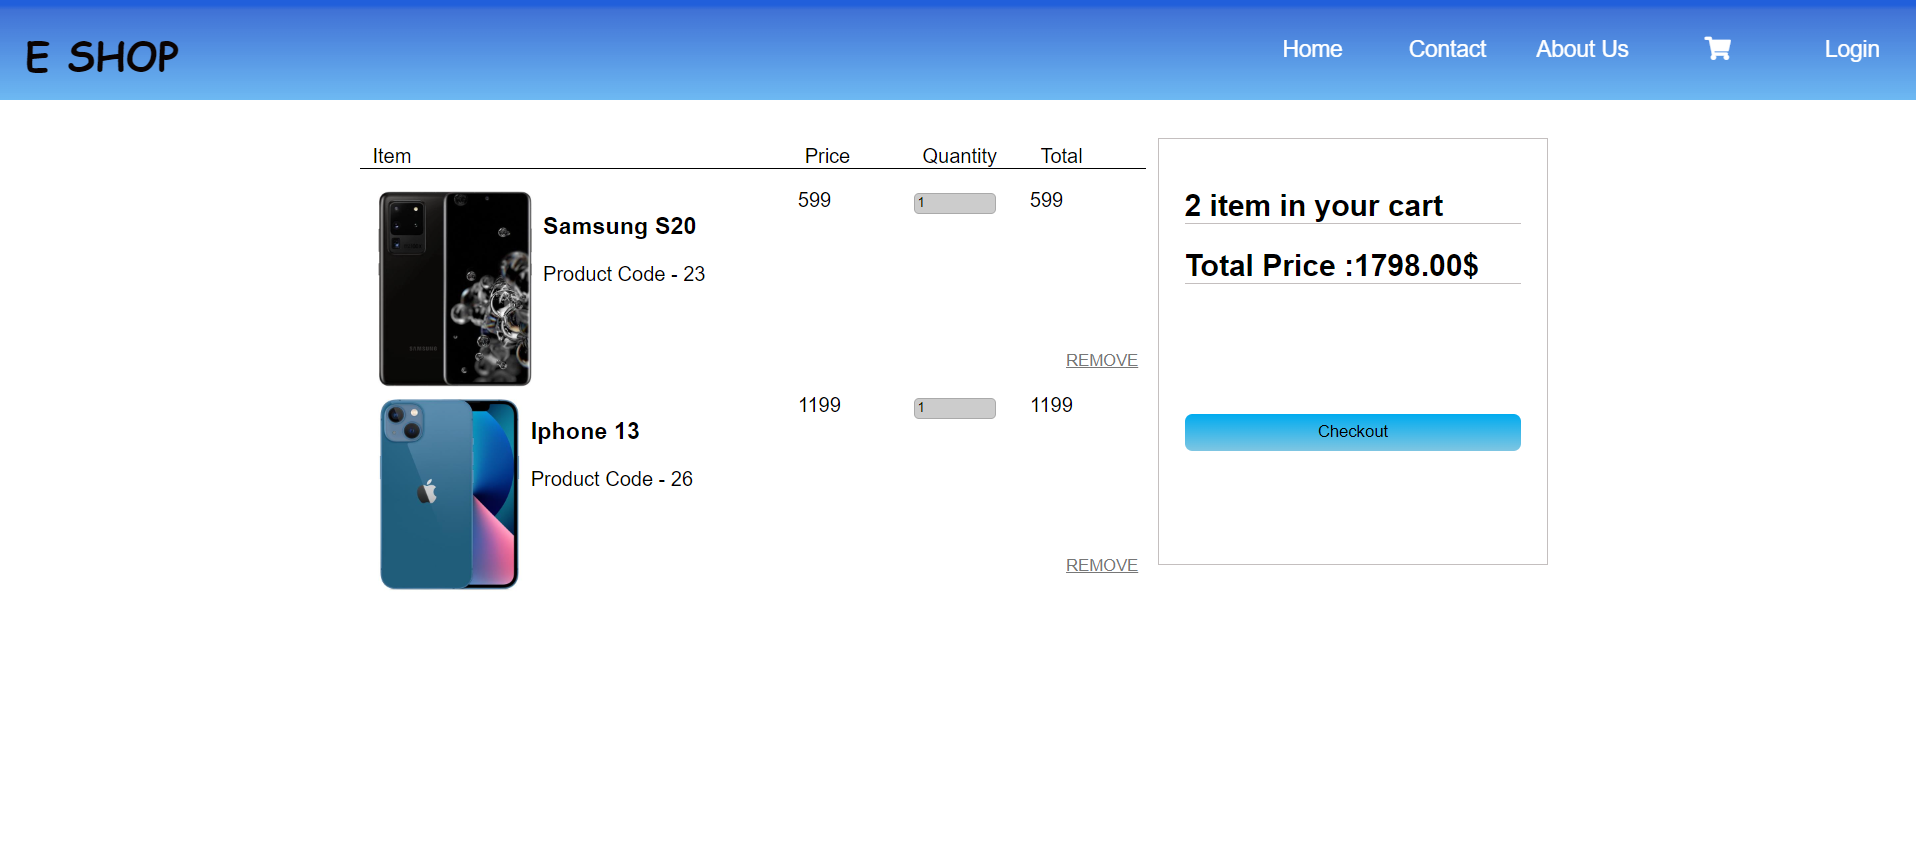 E SHOP
Home Contact About Us Login
Item Price Quantity Total
599 1 599
Samsung S20
Product Code - 23
SAMSUNG
REMOVE
1199 1 1199
Iphone 13
Product Code - 26
REMOVE
2 item in your cart
Total Price :1798.00$
Checkout